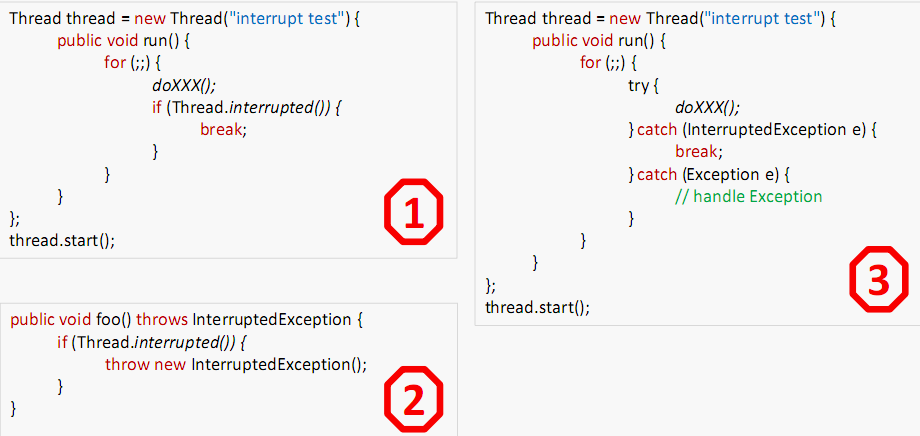 Thread thread = new Thread("interrupt test") {
public void run() {
for (;;) {
doXXX();
if (Thread.interrupted()) {
break;
}
}
}
};
thread.start();
1
public void foo() throws InterruptedException {
if (Thread.interrupted()) {
throw new InterruptedException();
}
}
2
Thread thread = new Thread("interrupt test") {
public void run() {
for (;;) {
try {
doXXX();
} catch (InterruptedException e) {
break;
} catch (Exception e) {
// handle Exception
}
}
}
};
thread.start();
3